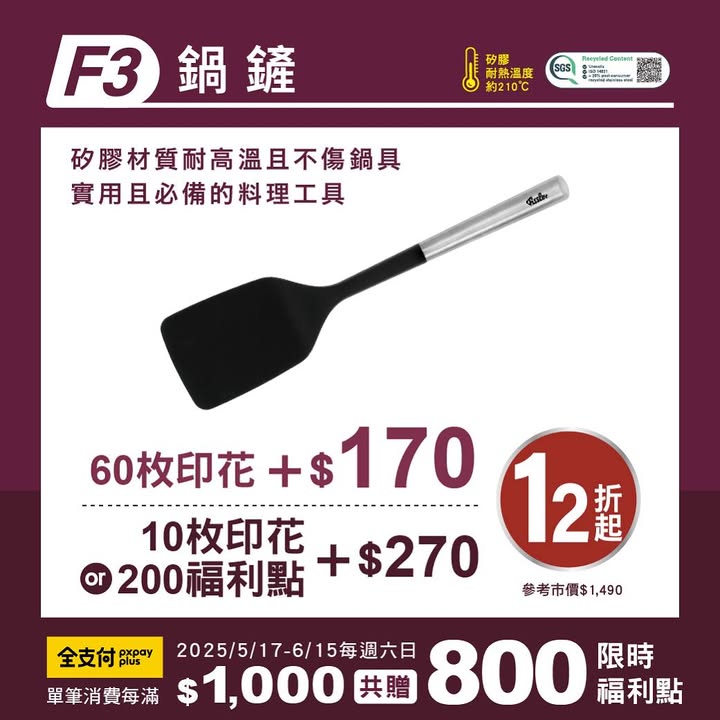 F3 鍋鏟
矽膠
耐熱溫度
約210℃
SGS
Recycled Content
矽膠材質耐高溫且不傷鍋具
實用且必備的料理工具
Fissler
60枚印花+$170
10枚印花
or 200福利點
+$270
12折起
參考市價$1,490
全支付 pxpay plus
2025/5/17-6/15每週六日
單筆消費每滿 $1,000 共贈 800 限時福利點